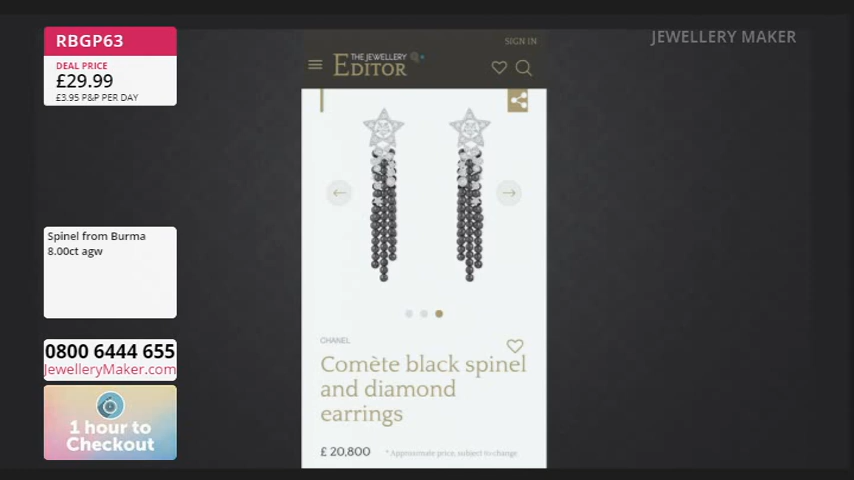 RBGP63
DEAL PRICE
£29.99
£3.95 P&P PER DAY
Spinel from Burma
8.00ct agw
0800 6444 655
JewelleryMaker.com
1 hour to
Checkout
SIGN IN
THE JEWELLERY
EDITOR
CHANEL
Comète black spinel
and diamond
earrings
£ 20,800
* Approximate price, subject to change
JEWELLERY MAKER